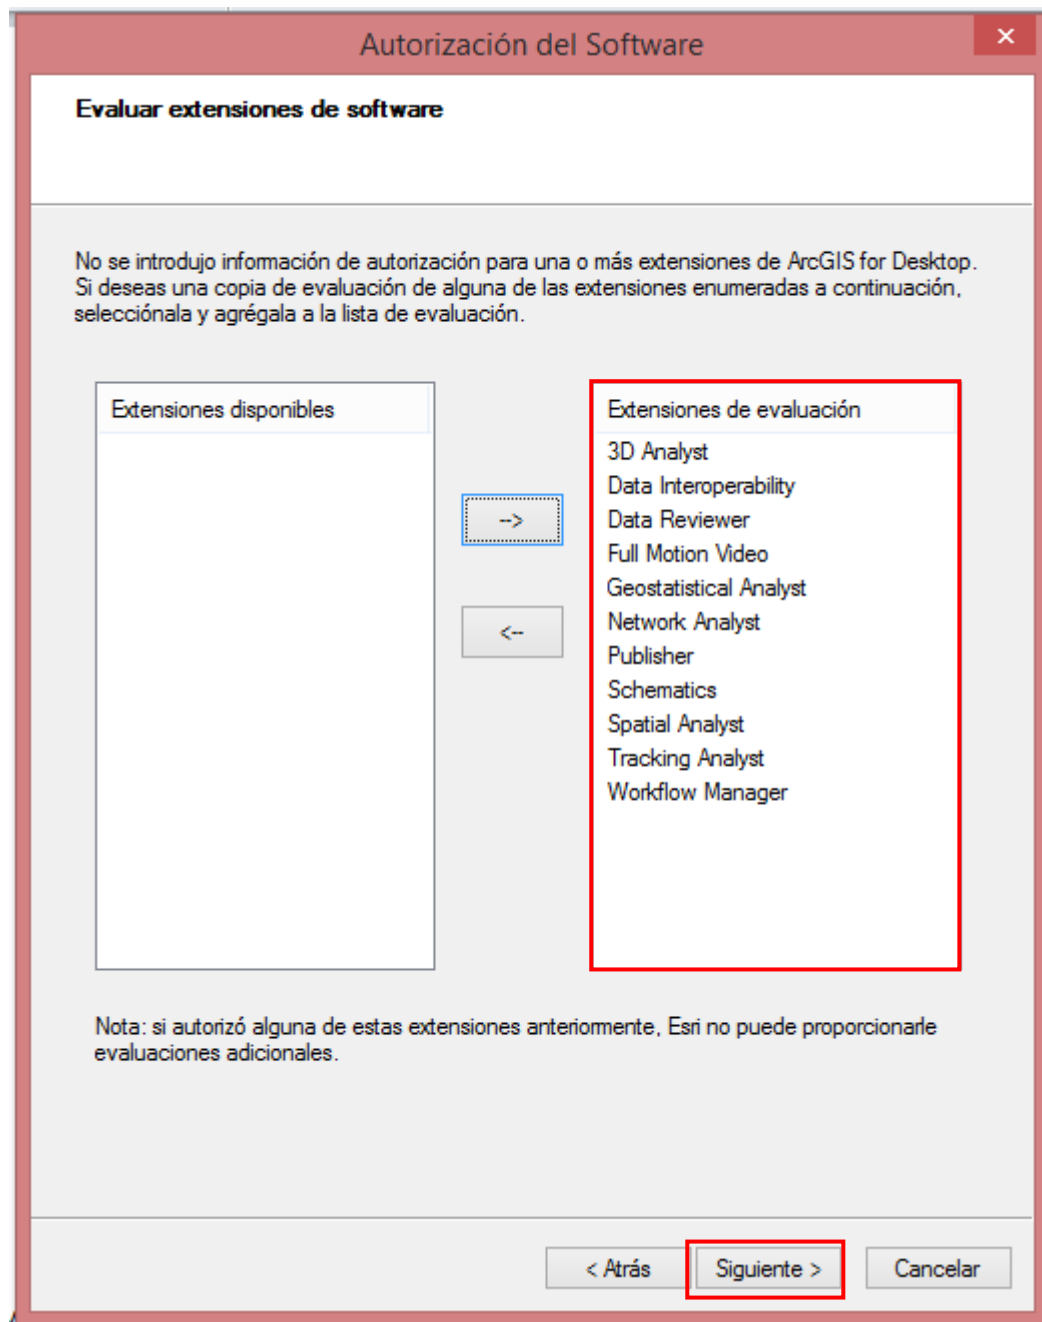 Autorización del Software
Evaluar extensiones de software
No se introdujo información de autorización para una o más extensiones de ArcGIS for Desktop.
Si deseas una copia de evaluación de alguna de las extensiones enumeradas a continuación,
selecciónala y agrégala a la lista de evaluación.
Extensiones disponibles
-->
<--
Extensiones de evaluación
3D Analyst
Data Interoperability
Data Reviewer
Full Motion Video
Geostatistical Analyst
Network Analyst
Publisher
Schematics
Spatial Analyst
Tracking Analyst
Workflow Manager
Nota: si autorizó alguna de estas extensiones anteriormente, Esri no puede proporcionarle
evaluaciones adicionales.
< Atrás
Siguiente >
Cancelar